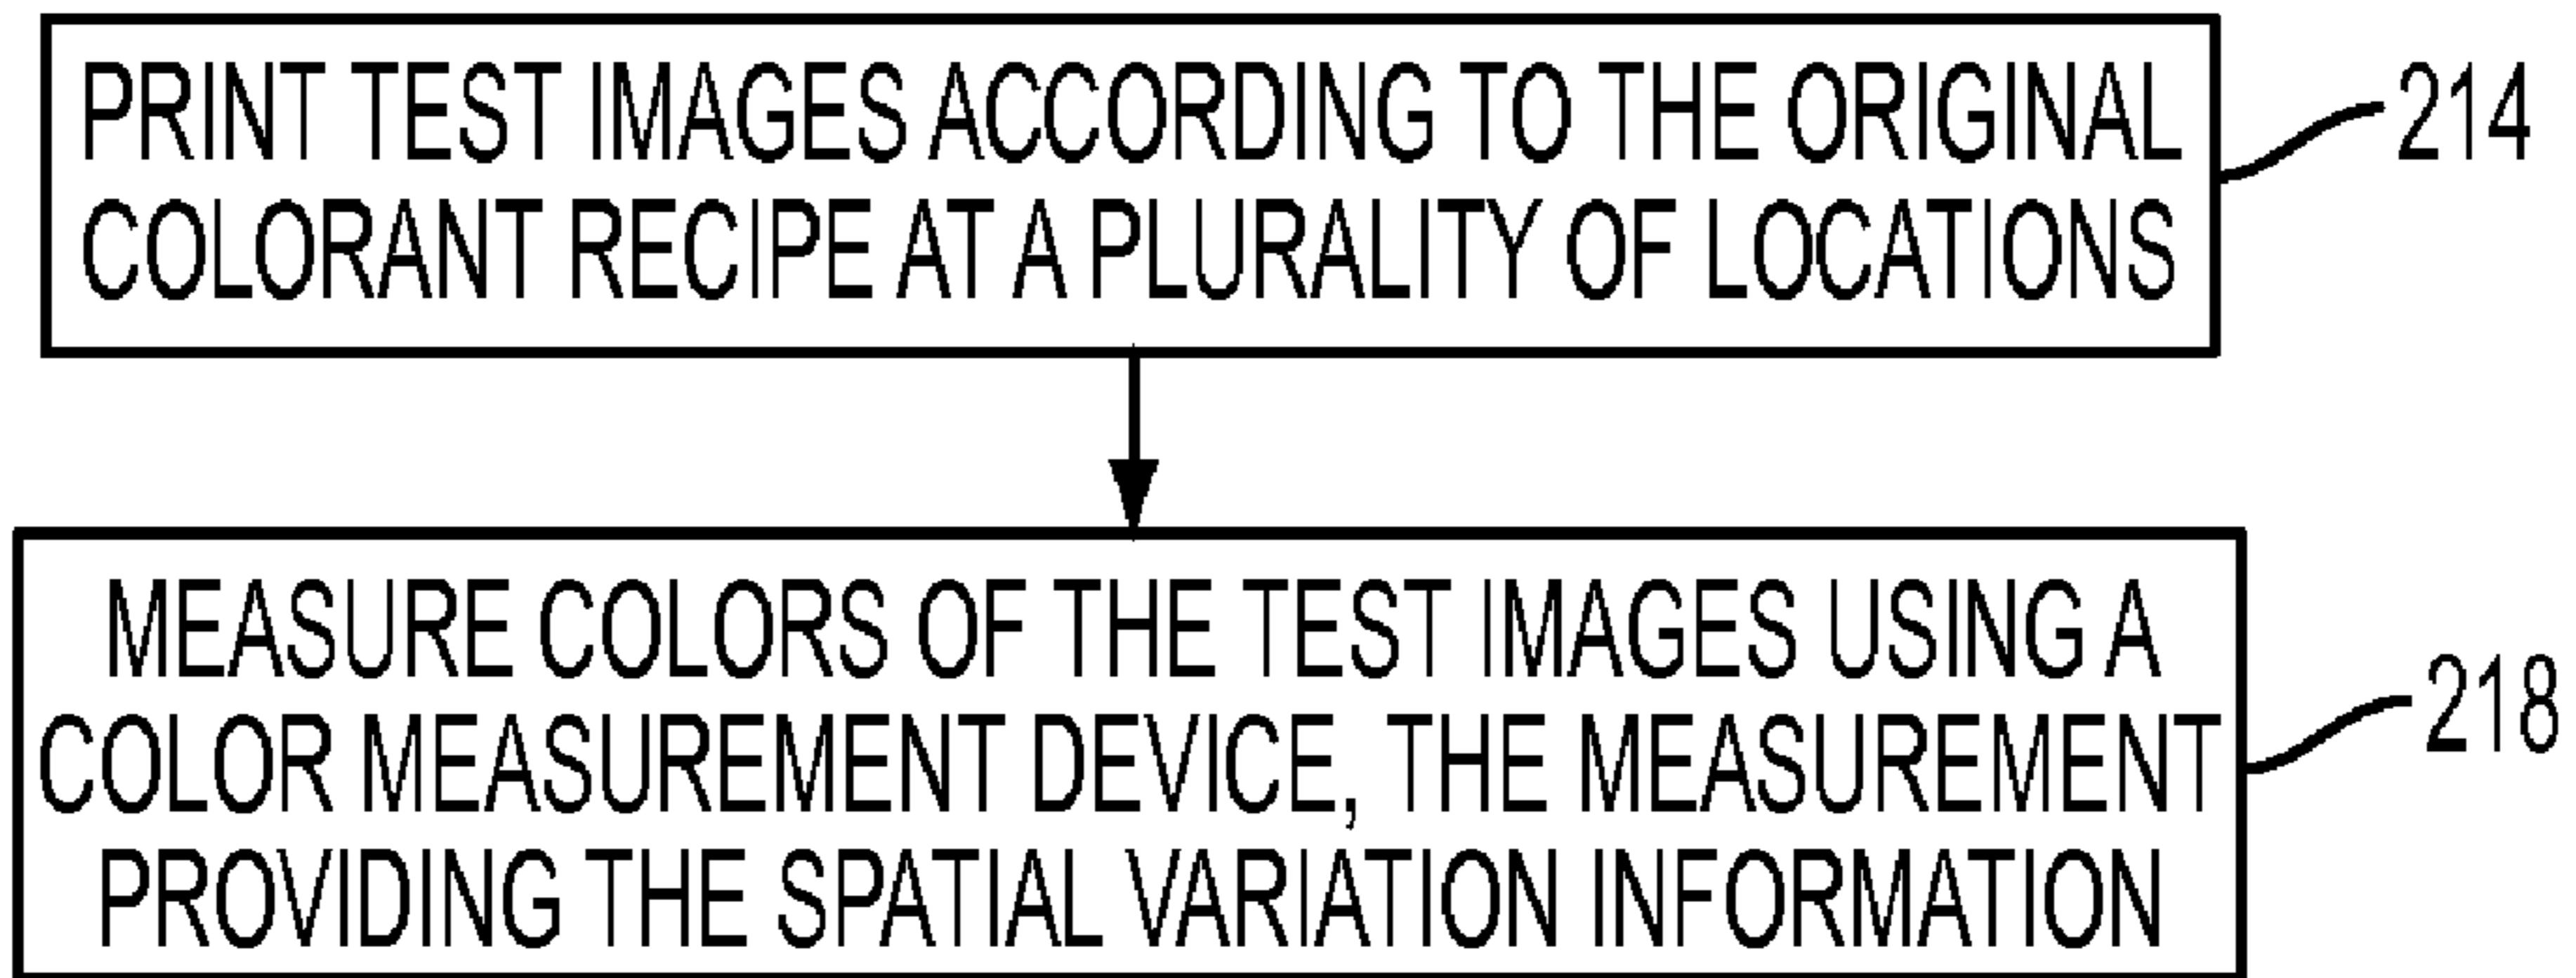 PRINT TEST IMAGES ACCORDING TO THE ORIGINAL
COLORANT RECIPE AT A PLURALITY OF LOCATIONS
214
MEASURE COLORS OF THE TEST IMAGES USING A
COLOR MEASUREMENT DEVICE, THE MEASUREMENT
PROVIDING THE SPATIAL VARIATION INFORMATION
218